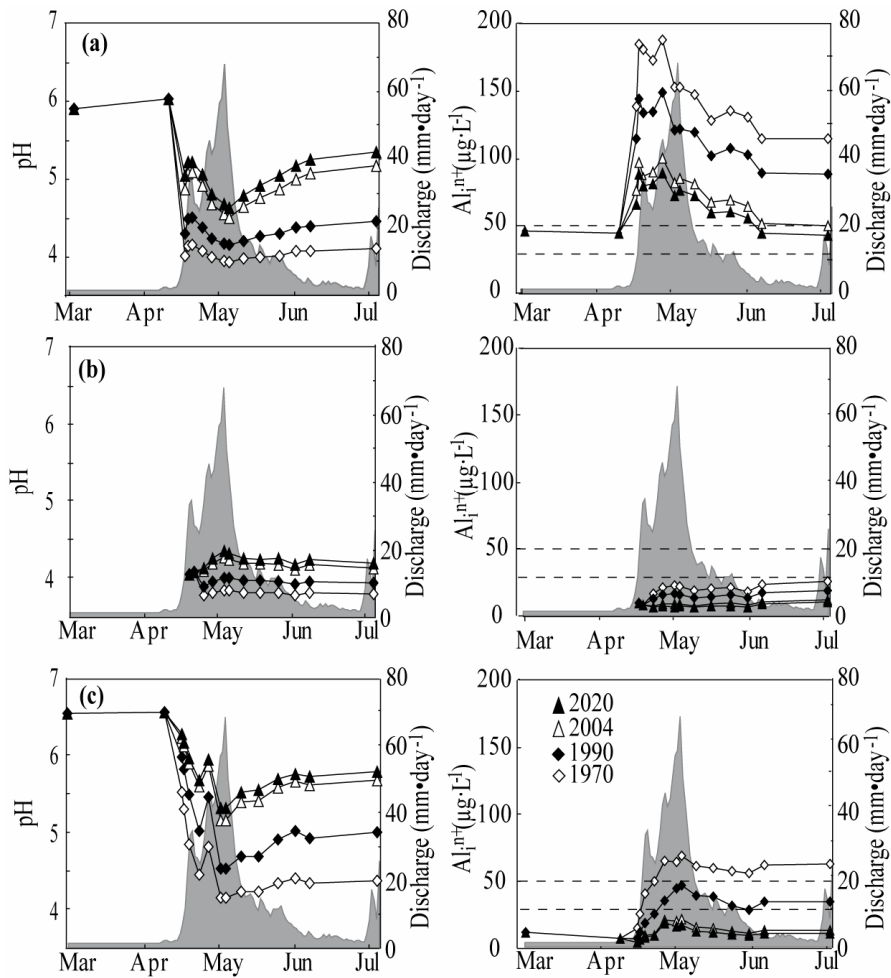 (a)
7
6
5
4
pH
80
60
40
20
0
Discharge (mm•day⁻¹)
Mar Apr May Jun Jul
200
150
100
50
0
Alᵢⁿ⁺(µg·L⁻¹)
80
60
40
20
0
Discharge (mm•day⁻¹)
Mar Apr May Jun Jul
(b)
7
6
5
4
pH
80
60
40
20
0
Discharge (mm•day⁻¹)
Mar Apr May Jun Jul
200
150
100
50
0
Alᵢⁿ⁺(µg·L⁻¹)
80
60
40
20
0
Discharge (mm•day⁻¹)
Mar Apr May Jun Jul
(c)
7
6
5
4
pH
80
60
40
20
0
Discharge (mm•day⁻¹)
Mar Apr May Jun Jul
200
150
100
50
0
Alᵢⁿ⁺(µg·L⁻¹)
2020
2004
1990
1970
80
60
40
20
0
Discharge (mm•day⁻¹)
Mar Apr May Jun Jul